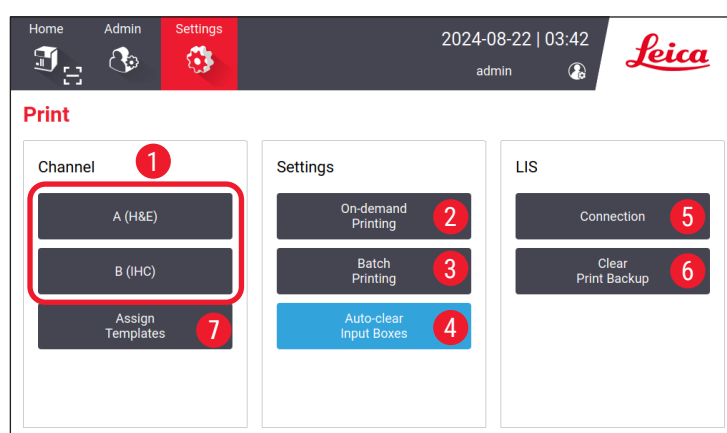 Home
Admin
Settings
2024-08-22 | 03:42
admin
Leica
Print
Channel
1
Settings
LIS
A (H&E)
On-demand
Printing
2
Connection
5
B (IHC)
Batch
Printing
3
Clear
Print Backup
6
Assign
Templates
7
Auto-clear
Input Boxes
4